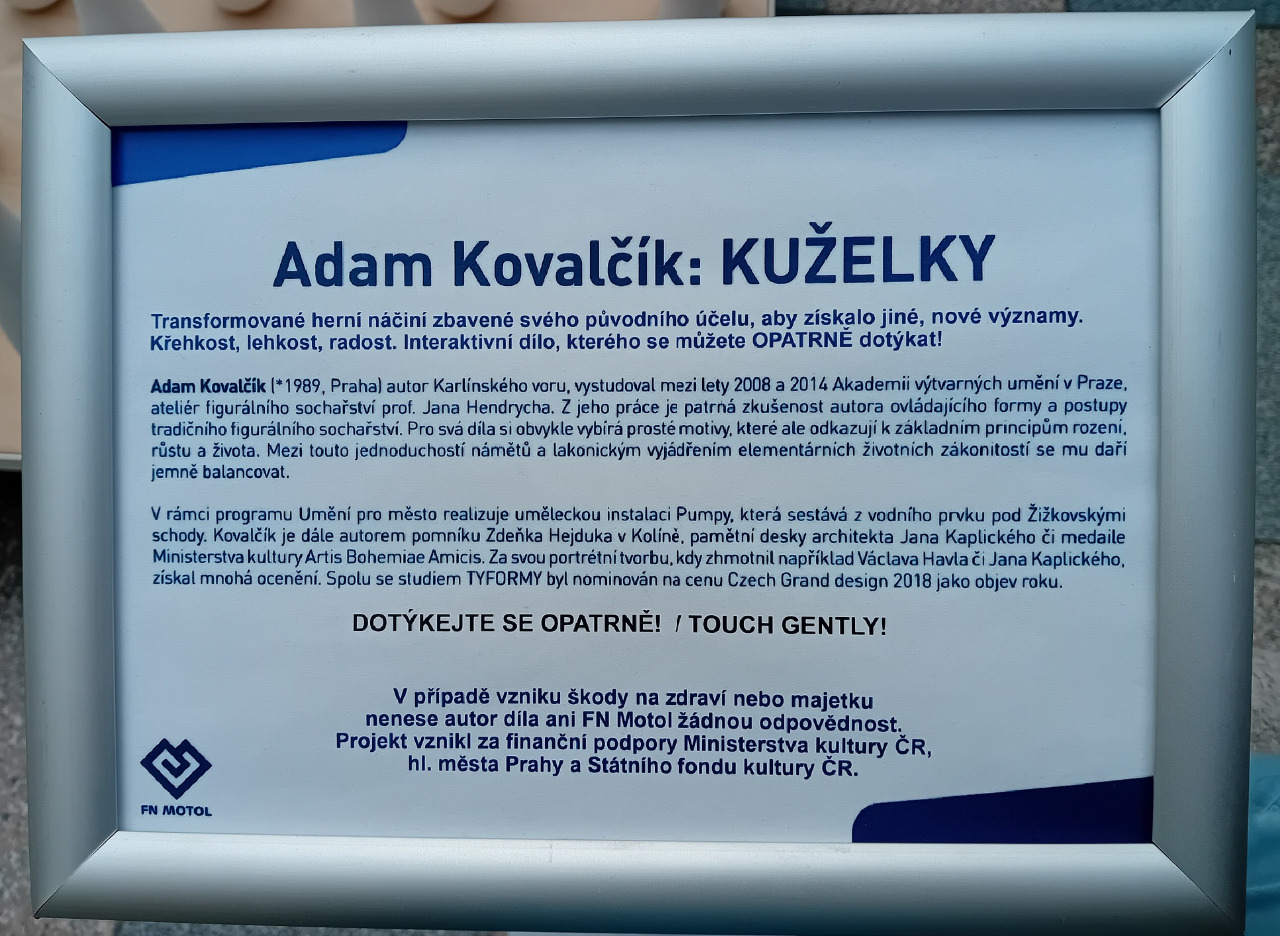 Adam Kovalčík: KUŽELKY
Transformované herní náčiní zbavené svého původního účelu, aby získalo jiné, nové významy.
Křehkost, lehkost, radost. Interaktivní dílo, kterého se můžete OPATRNĚ dotýkat!
Adam Kovalčík (*1989, Praha) autor Karlínského voru, vystudoval mezi lety 2008 a 2014 Akademii výtvarných umění v Praze,
ateliér figurálního sochařství prof. Jana Hendrycha. Z jeho práce je patrná zkušenost autora ovládajícího formy a postupy
tradičního figurálního sochařství. Pro svá díla si obvykle vybírá prosté motivy, které ale odkazují k základním principům rození,
růstu a života. Mezi touto jednoduchostí námětů a lakonickým vyjádřením elementárních životních zákonitostí se mu daří
jemně balancovat.
V rámci programu Umění pro město realizuje uměleckou instalaci Pumpy, která sestává z vodního prvku pod Žižkovskými
schody. Kovalčík je dále autorem pomníku Zdeňka Hejduka v Kolíně, pamětní desky architekta Jana Kaplického či medaile
Ministerstva kultury Artis Bohemiae Amicis. Za svou portrétní tvorbu, kdy zhmotnil například Václava Havla či Jana Kaplického,
získal mnohá ocenění. Spolu se studiem TYFORMY byl nominován na cenu Czech Grand design 2018 jako objev roku.
DOTÝKEJTE SE OPATRNĚ! / TOUCH GENTLY!
V případě vzniku škody na zdraví nebo majetku
nenese autor díla ani FN Motol žádnou odpovědnost.
Projekt vznikl za finanční podpory Ministerstva kultury ČR,
hl. města Prahy a Státního fondu kultury ČR.
FN MOTOL